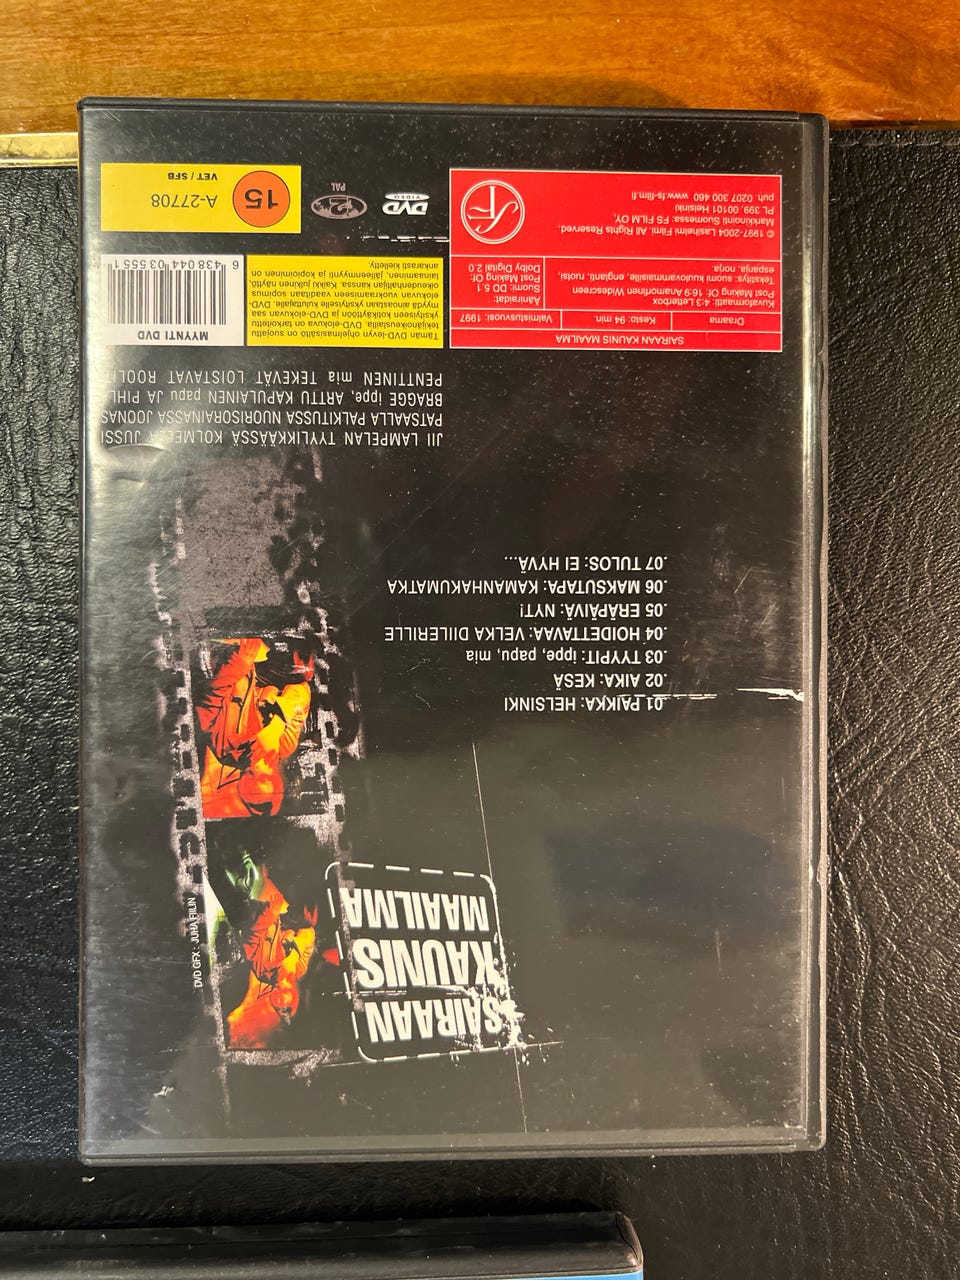 SAIRAAN
KAUNIS
MAAILMA
DVD GFX : JUHA FIILIN
.01 PAIKKA: HELSINKI
.02 AIKA: KESÄ
.03 TYYPIT: ippe, papu, mia
.04 HOIDETTAVAA: VELKA DIILERILLE
.05 ERÄPÄIVÄ: NYT!
.06 MAKSUTAPA: KAMANHAKUMATKA
.07 TULOS: EI HYVÄ...
JII LAMPELAN TYYLIKKÄÄSSÄ KOLMELLA JUSSI
PATSAALLA PALKITUSSA NUORISORAINASSA JOONAS
BRAGGE ippe, ARTTU KAPULAINEN papu JA
PENTTINEN mia TEKEVÄT LOISTAVAT
SAIRAAN KAUNIS MAAILMA
Draama
Kesto: 94 min.
Valmistusvuosi: 1997
Kuvaformaatti: 4:3 Letterbox
Post Making Of: 16:9 Anamorinen Widescreen
Tekstitys: suomi kuulovammaisille, englanti, ruotsi,
espanja, norja.
Ääniraidat:
Suomi: DD 5.1
Post Making Of:
Dolby Digital 2.0
© 1997-2004 Lasihelmi Filmi. All Rights Reserved.
Markkinointi Suomessa: FS FILM OY,
PL 399, 00101 Helsinki
puh. 0207 300 460 www.fs-film.fi
Tämän DVD-levyn ohjelmasisältö on suojattu
tekijänoikeuslailla. DVD-elokuva on tarkoitettu
yksityiseen kotikäyttöön ja DVD-elokuvan saa
myydä ainoastaan yksityiselle kuluttajalle. DVD-
elokuvan vuokraamiseen vaaditaan sopimus
oikeudenhaltijan kanssa. Kaikki julkinen näyttö,
lainaaminen, jälleenmyynti ja kopioiminen on
ankarasti kielletty.
MYYNTI DVD
6 438044 035551
DVD
VIDEO
2
PAL
15
A-27708
VET / SFB